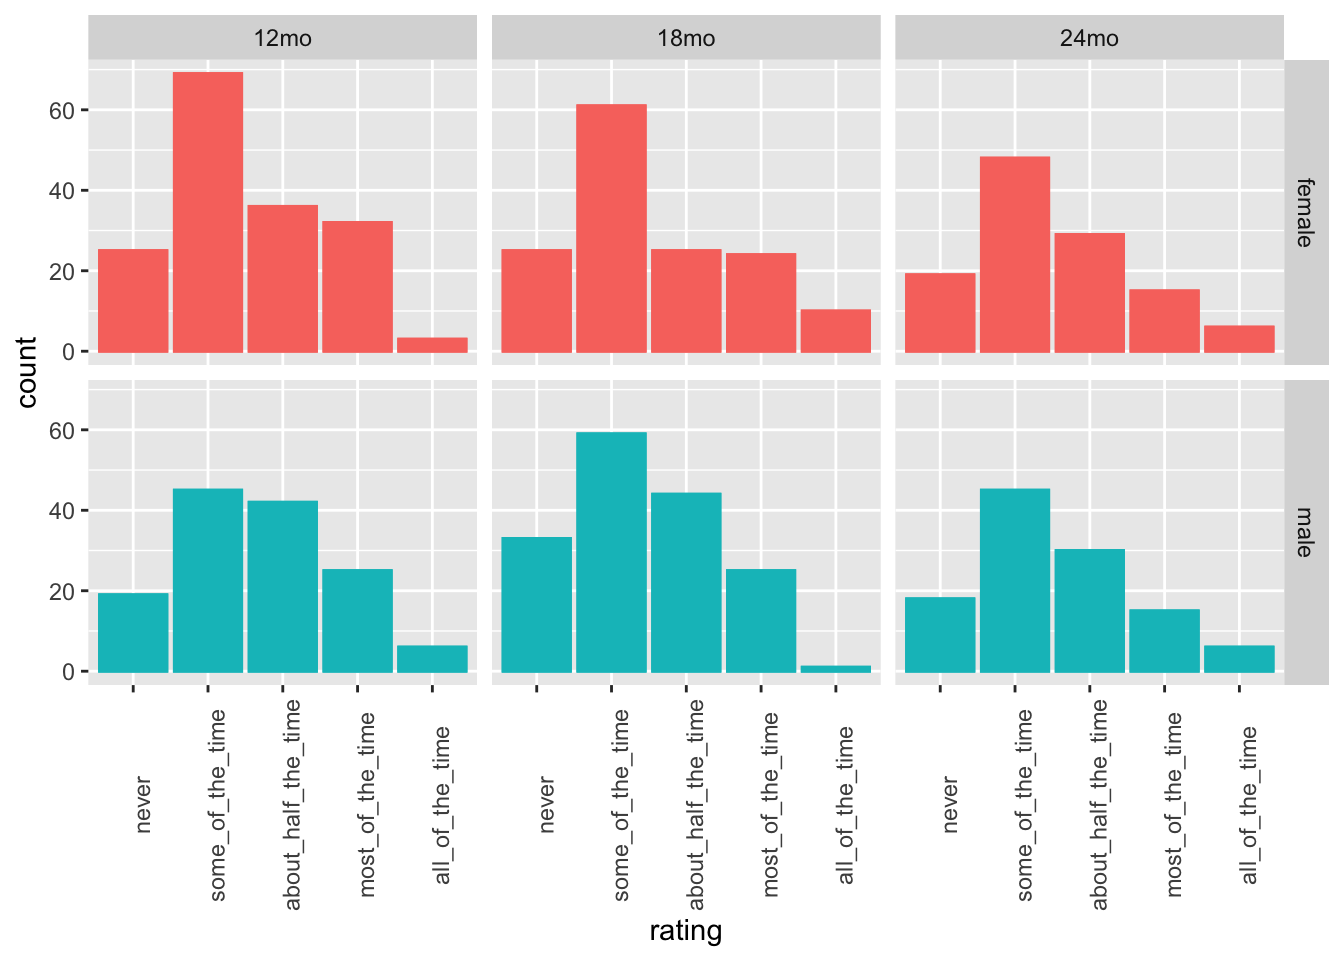 12mo 18mo 24mo
60
40
20
0
female
count
60
40
20
0
male
never some_of_the_time about_half_the_time most_of_the_time all_of_the_time never some_of_the_time about_half_the_time most_of_the_time all_of_the_time never some_of_the_time about_half_the_time most_of_the_time all_of_the_time
rating